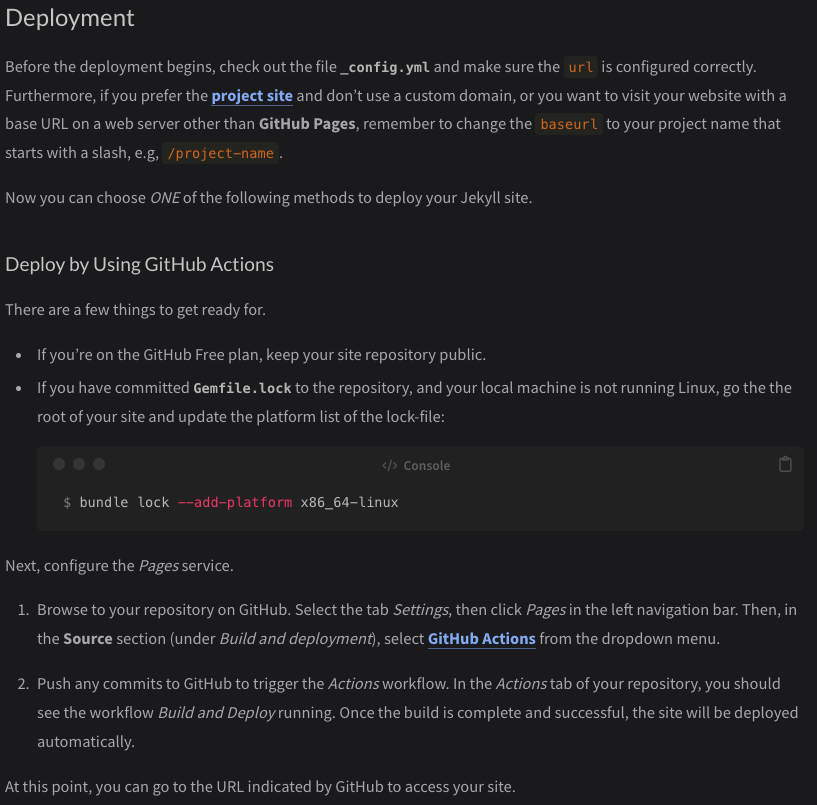 Deployment
Before the deployment begins, check out the file _config.yml and make sure the url is configured correctly.
Furthermore, if you prefer the project site and don’t use a custom domain, or you want to visit your website with a
base URL on a web server other than GitHub Pages, remember to change the baseurl to your project name that
starts with a slash, e.g, /project-name .
Now you can choose ONE of the following methods to deploy your Jekyll site.
Deploy by Using GitHub Actions
There are a few things to get ready for.
• If you’re on the GitHub Free plan, keep your site repository public.
• If you have committed Gemfile.lock to the repository, and your local machine is not running Linux, go the the
root of your site and update the platform list of the lock-file:
</> Console
$ bundle lock --add-platform x86_64-linux
Next, configure the Pages service.
1. Browse to your repository on GitHub. Select the tab Settings, then click Pages in the left navigation bar. Then, in
the Source section (under Build and deployment), select GitHub Actions from the dropdown menu.
2. Push any commits to GitHub to trigger the Actions workflow. In the Actions tab of your repository, you should
see the workflow Build and Deploy running. Once the build is complete and successful, the site will be deployed
automatically.
At this point, you can go to the URL indicated by GitHub to access your site.